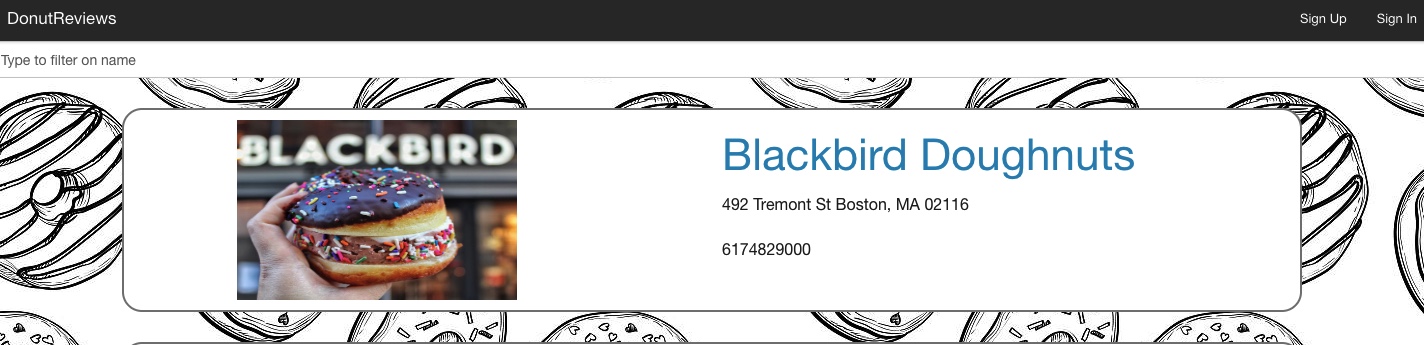 DonutReviews
Sign Up
Sign In
Type to filter on name
BLACKBIRD
Blackbird Doughnuts
492 Tremont St Boston, MA 02116
6174829000